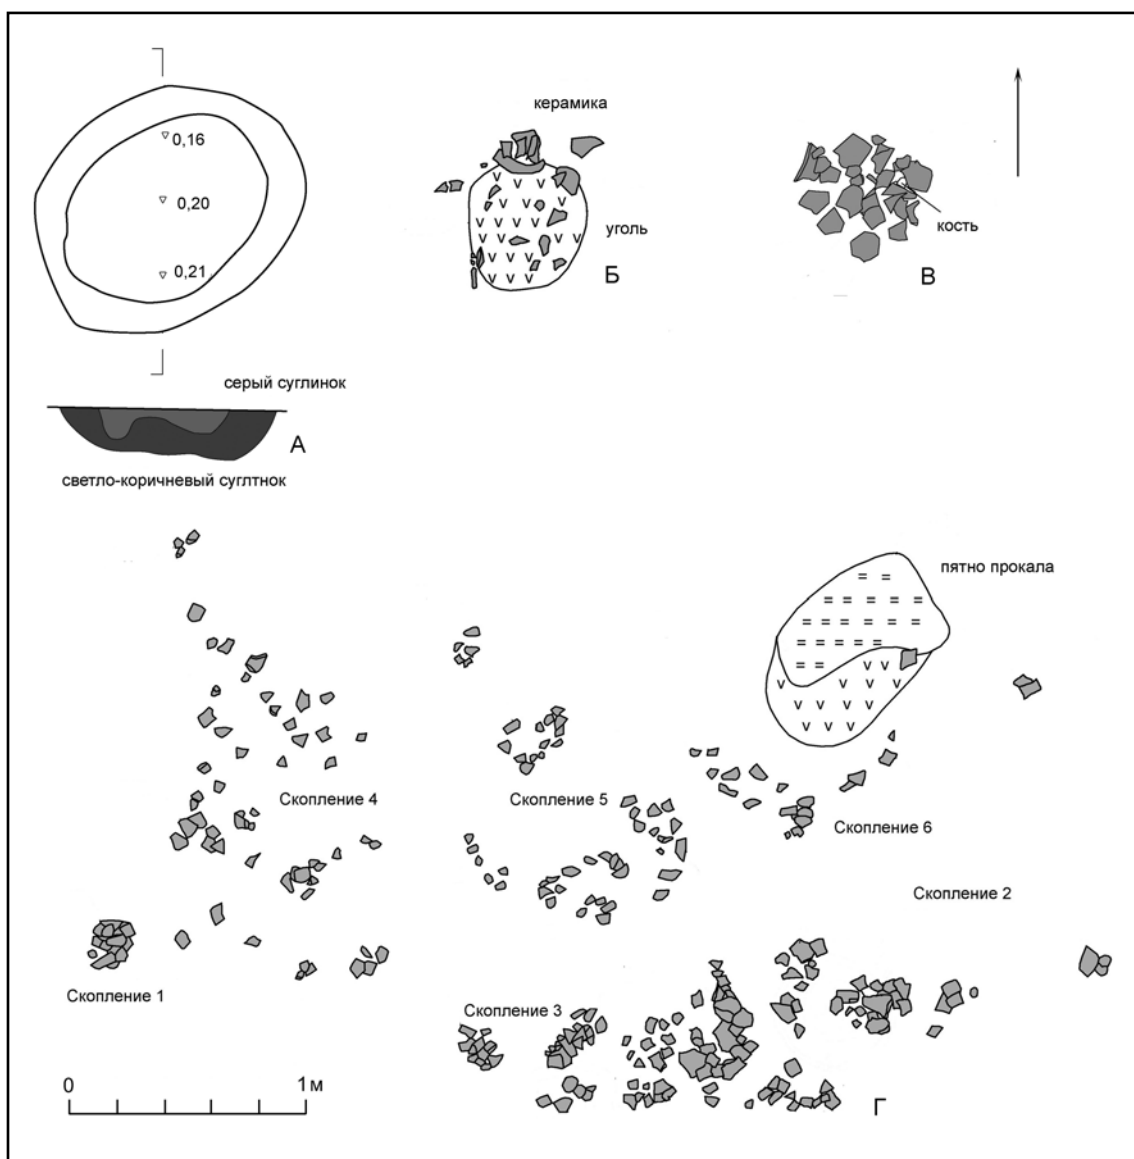 0,16
0,20
0,21
керамика
уголь
Б
кость
В
серый суглинок
А
светло-коричневый суглтнок
пятно прокала
Скопление 4
Скопление 5
Скопление 6
Скопление 2
Скопление 1
Скопление 3
0 1 м
Г